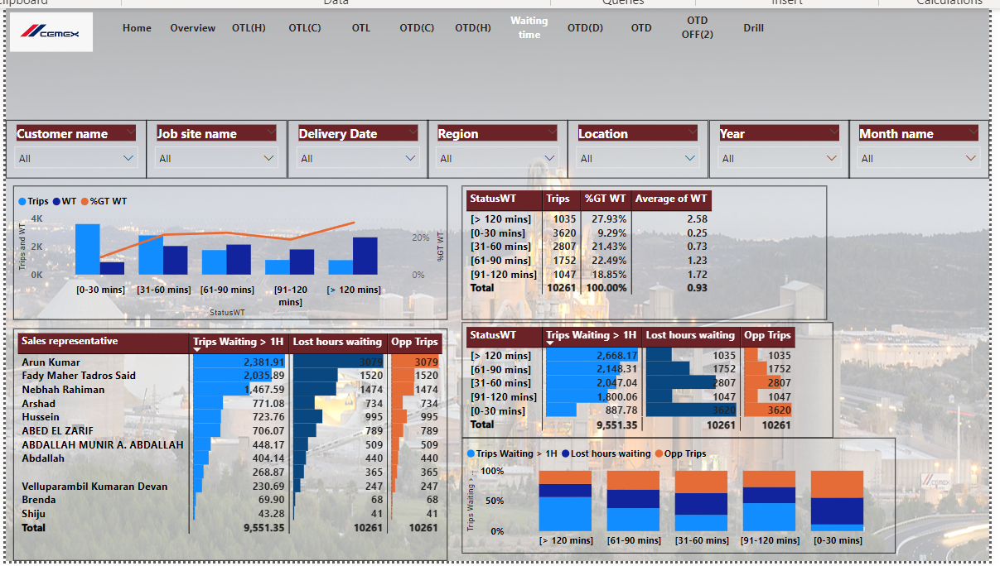 Clipboard
Data
Queries
Insert
Calculations
CEMEX
Home Overview OTL(H) OTL(C) OTL OTD(C) OTD(H) Waiting time OTD(D) OTD OTD OFF(2) Drill
Customer name Job site name Delivery Date Region Location Year Month name
All All All All All All All
Trips WT %GT WT
Trips and WT
4K
2K
0K
20%
0%
%GT WT
[0-30 mins] [31-60 mins] [61-90 mins] [91-120 mins] [> 120 mins]
StatusWT
StatusWT Trips %GT WT Average of WT
[> 120 mins] 1035 27.93% 2.58
[0-30 mins] 3620 9.29% 0.25
[31-60 mins] 2807 21.43% 0.73
[61-90 mins] 1752 22.49% 1.23
[91-120 mins] 1047 18.85% 1.72
Total 10261 100.00% 0.93
Sales representative Trips Waiting > 1H Lost hours waiting Opp Trips
Arun Kumar 2,381.91 3079 3079
Fady Maher Tadros Said 2,035.89 1520 1520
Nebhah Rahiman 1,467.59 1474 1474
Arshad 771.08 734 734
Hussein 723.76 995 995
ABED EL ZARIF 706.07 789 789
ABDALLAH MUNIR A. ABDALLAH 448.17 509 509
Abdallah 404.14 440 440
268.87 365 365
Velluparambil Kumaran Devan 230.69 247 247
Brenda 69.90 68 68
Shiju 43.28 41 41
Total 9,551.35 10261 10261
StatusWT Trips Waiting > 1H Lost hours waiting Opp Trips
[> 120 mins] 2,668.17 1035 1035
[61-90 mins] 2,148.31 1752 1752
[31-60 mins] 2,047.04 2807 2807
[91-120 mins] 1,800.06 1047 1047
[0-30 mins] 887.78 3620 3620
Total 9,551.35 10261 10261
Trips Waiting > 1H Lost hours waiting Opp Trips
Trips Waiting > ...
100%
50%
0%
[> 120 mins] [61-90 mins] [31-60 mins] [91-120 mins] [0-30 mins]
CEMEX